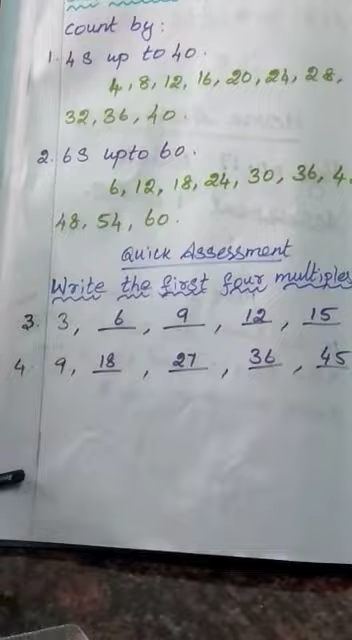 Count by:
1. 4S up to 40.
4, 8, 12, 16, 20, 24, 28,
32, 36, 40.
2. 6S upto 60.
6, 12, 18, 24, 30, 36, 4
48, 54, 60.
Quick Assessment
Write the first four multiples
3. 3, 6, 9, 12, 15
4. 9, 18, 27, 36, 45